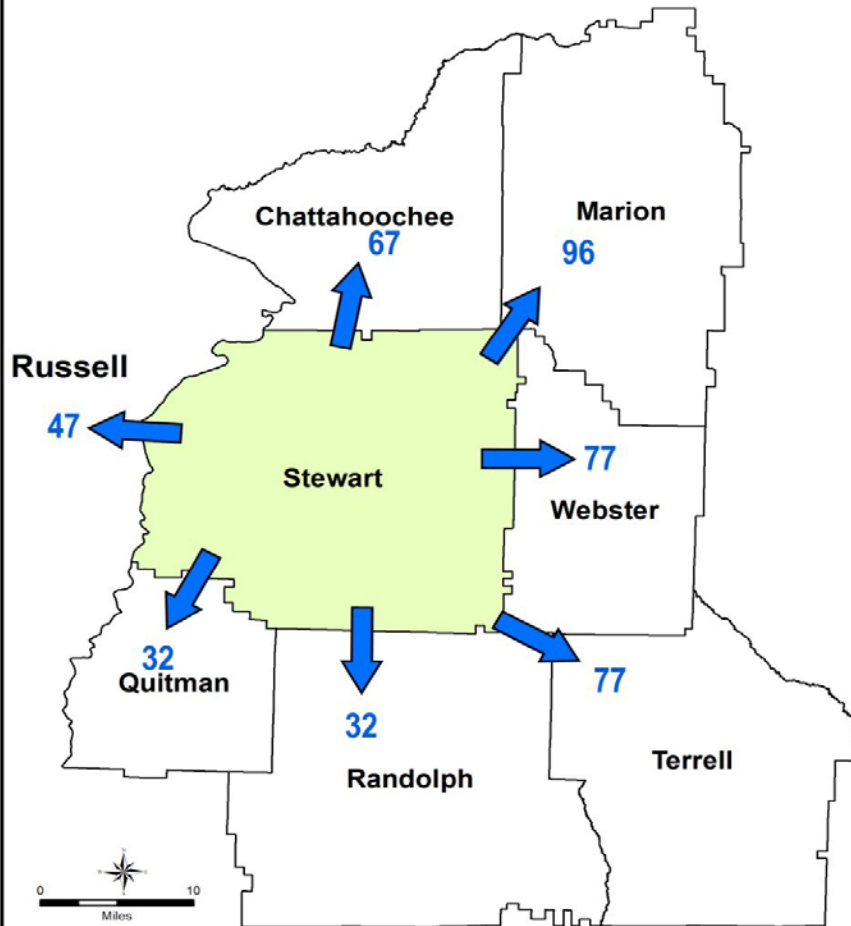 Chattahoochee
67
Marion
96
Russell
47
Stewart
77
Webster
32
Quitman
32
Randolph
77
Terrell
0 10
Miles